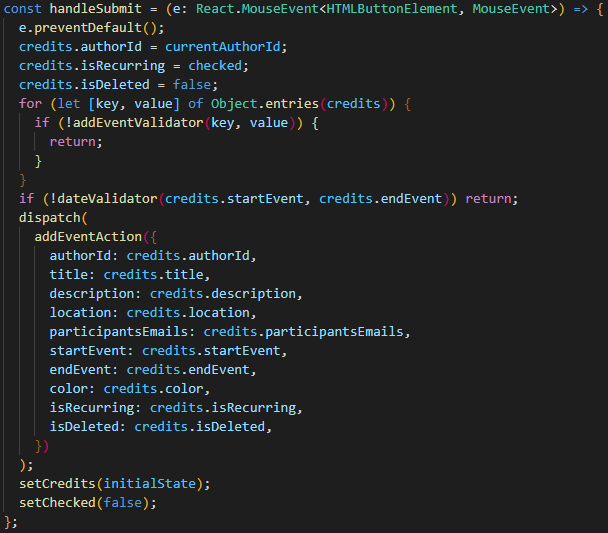 const handleSubmit = (e: React.MouseEvent<HTMLButtonElement, MouseEvent>) => {
  e.preventDefault();
  credits.authorId = currentAuthorId;
  credits.isRecurring = checked;
  credits.isDeleted = false;
  for (let [key, value] of Object.entries(credits)) {
    if (!addEventValidator(key, value)) {
      return;
    }
  }
  if (!dateValidator(credits.startEvent, credits.endEvent)) return;
  dispatch(
    addEventAction({
      authorId: credits.authorId,
      title: credits.title,
      description: credits.description,
      location: credits.location,
      participantsEmails: credits.participantsEmails,
      startEvent: credits.startEvent,
      endEvent: credits.endEvent,
      color: credits.color,
      isRecurring: credits.isRecurring,
      isDeleted: credits.isDeleted,
    })
  );
  setCredits(initialState);
  setChecked(false);
};